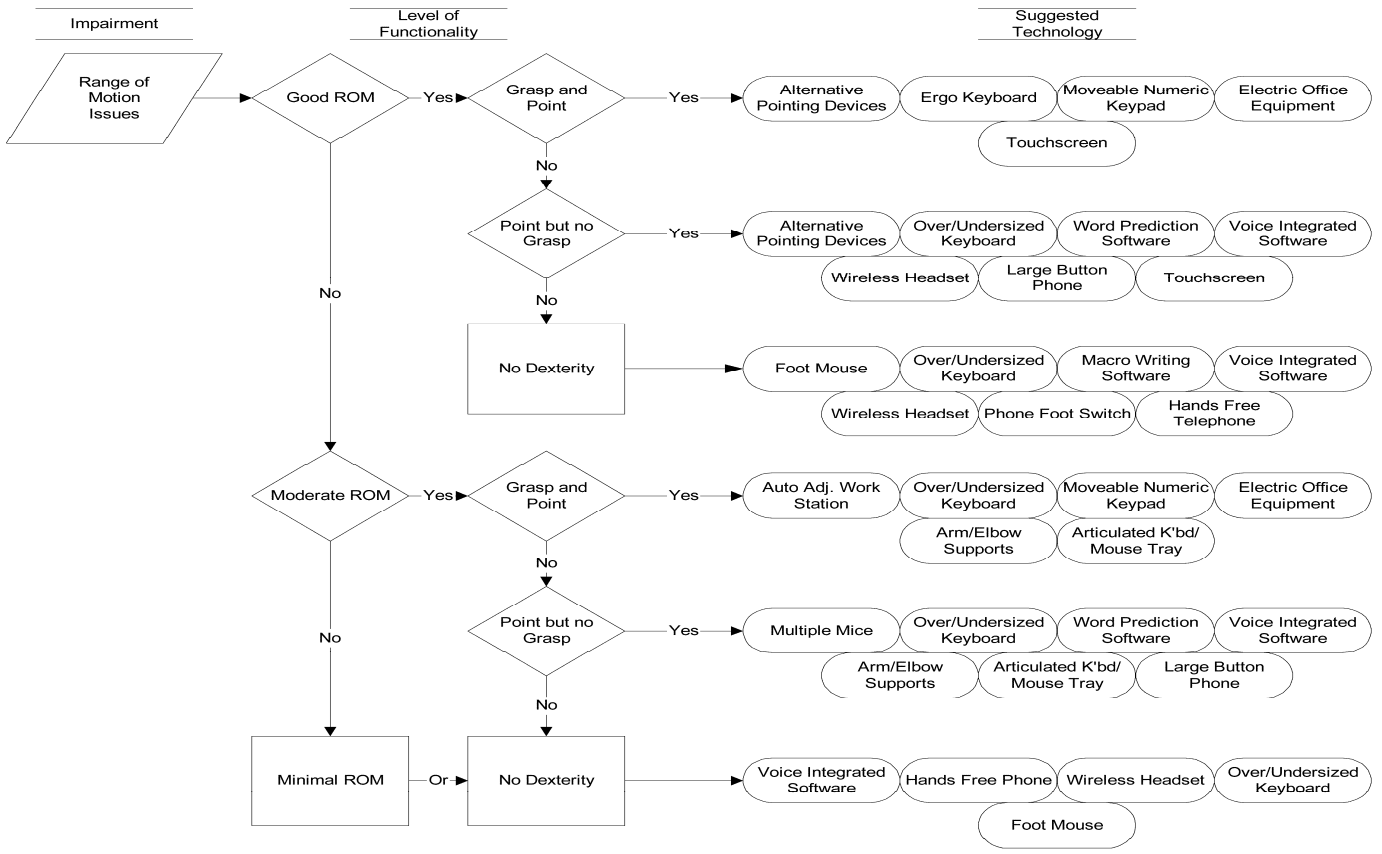 Impairment
Level of
Functionality
Suggested
Technology
Range of
Motion
Issues
Good ROM
Yes
Grasp and
Point
Yes
Alternative
Pointing Devices
Ergo Keyboard
Moveable Numeric
Keypad
Electric Office
Equipment
Touchscreen
No
Point but no
Grasp
Yes
Alternative
Pointing Devices
Over/Undersized
Keyboard
Word Prediction
Software
Voice Integrated
Software
Wireless Headset
Large Button
Phone
Touchscreen
No
No
No Dexterity
Foot Mouse
Over/Undersized
Keyboard
Macro Writing
Software
Voice Integrated
Software
Wireless Headset
Phone Foot Switch
Hands Free
Telephone
Moderate ROM
Yes
Grasp and
Point
Yes
Auto Adj. Work
Station
Over/Undersized
Keyboard
Moveable Numeric
Keypad
Electric Office
Equipment
Arm/Elbow
Supports
Articulated K'bd/
Mouse Tray
No
Point but no
Grasp
Yes
Multiple Mice
Over/Undersized
Keyboard
Word Prediction
Software
Voice Integrated
Software
Arm/Elbow
Supports
Articulated K'bd/
Mouse Tray
Large Button
Phone
No
No
Minimal ROM
Or
No Dexterity
Voice Integrated
Software
Hands Free Phone
Wireless Headset
Over/Undersized
Keyboard
Foot Mouse